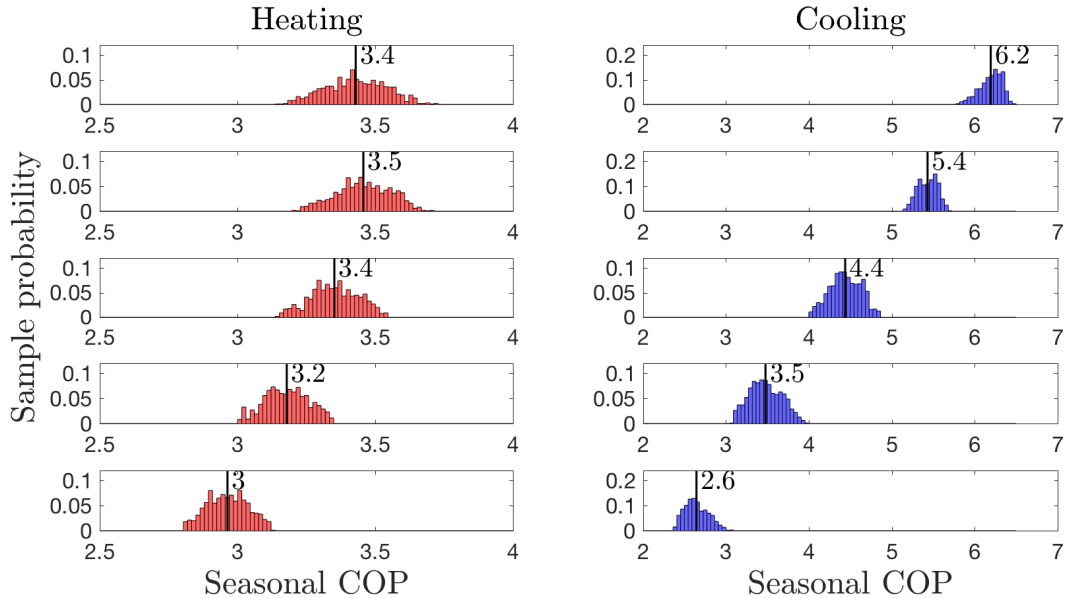 Heating Cooling
0.1 3.4 0.2 6.2
0.05 0.1
0 0
2.5 3 3.5 4 2 3 4 5 6 7
0.1 3.5 0.2 5.4
0.05 0.1
0 0
2.5 3 3.5 4 2 3 4 5 6 7
Sample probability
0.1 3.4 0.1 4.4
0.05 0.05
0 0
2.5 3 3.5 4 2 3 4 5 6 7
0.1 3.2 0.1 3.5
0.05 0.05
0 0
2.5 3 3.5 4 2 3 4 5 6 7
0.1 3 0.2 2.6
0.05 0.1
0 0
2.5 3 3.5 4 2 3 4 5 6 7
Seasonal COP Seasonal COP